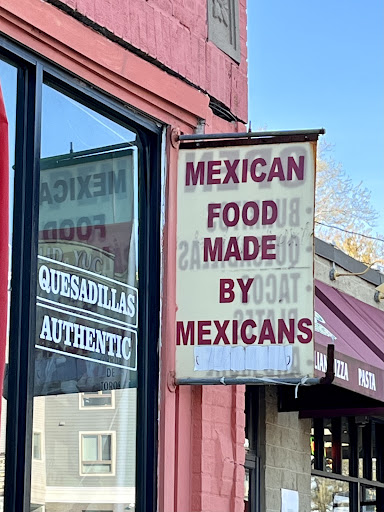 MEXICAN
FOOD
MADE
BY
MEXICANS
QUESADILLAS
AUTHENTIC
PIZZA PASTA